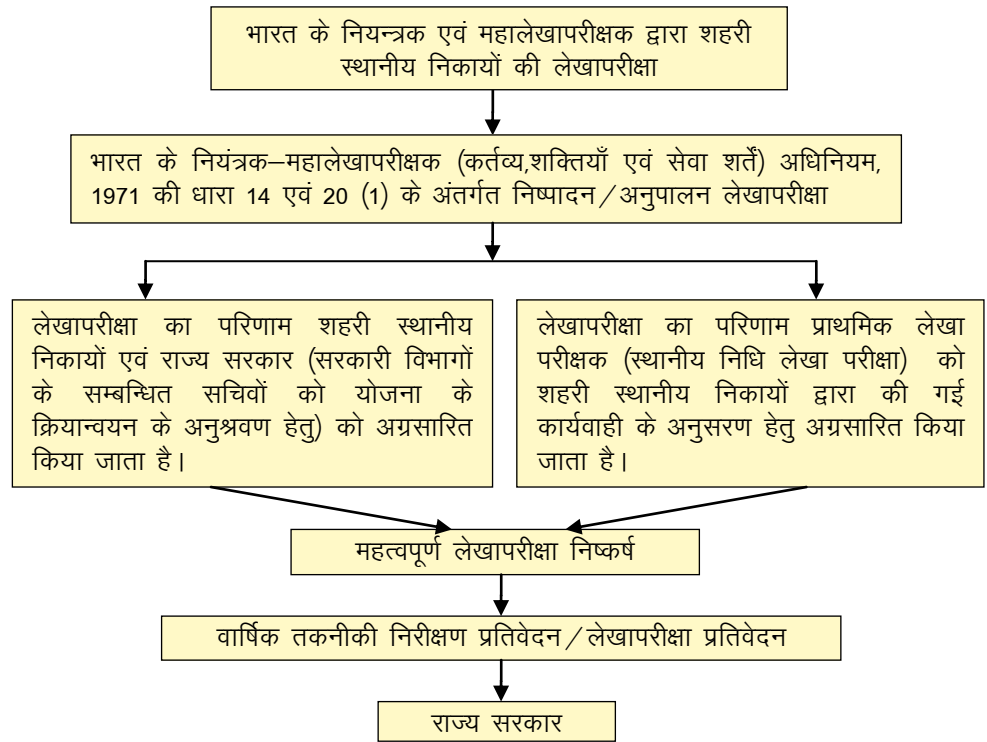 भारत के नियन्त्रक एवं महालेखापरीक्षक द्वारा शहरी
स्थानीय निकायों की लेखापरीक्षा
भारत के नियंत्रक–महालेखापरीक्षक (कर्तव्य,शक्तियाँ एवं सेवा शर्तें) अधिनियम,
1971 की धारा 14 एवं 20 (1) के अंतर्गत निष्पादन/अनुपालन लेखापरीक्षा
लेखापरीक्षा का परिणाम शहरी स्थानीय
निकायों एवं राज्य सरकार (सरकारी विभागों
के सम्बन्धित सचिवों को योजना के
क्रियान्वयन के अनुश्रवण हेतु) को अग्रसारित
किया जाता है।
लेखापरीक्षा का परिणाम प्राथमिक लेखा
परीक्षक (स्थानीय निधि लेखा परीक्षा) को
शहरी स्थानीय निकायों द्वारा की गई
कार्यवाही के अनुसरण हेतु अग्रसारित किया
जाता है।
महत्वपूर्ण लेखापरीक्षा निष्कर्ष
वार्षिक तकनीकी निरीक्षण प्रतिवेदन/लेखापरीक्षा प्रतिवेदन
राज्य सरकार